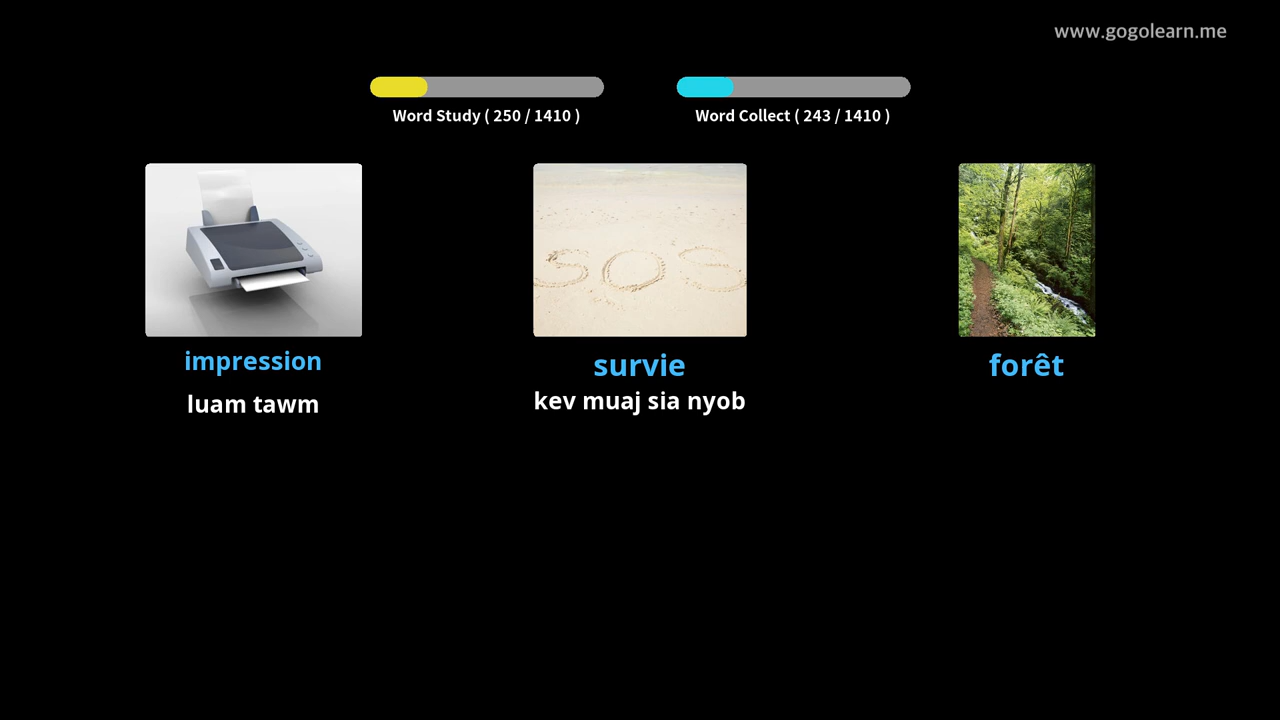 www.gogolearn.me
Word Study ( 250 / 1410 )
Word Collect ( 243 / 1410 )
SOS
impression
survie
forêt
luam tawm
kev muaj sia nyob